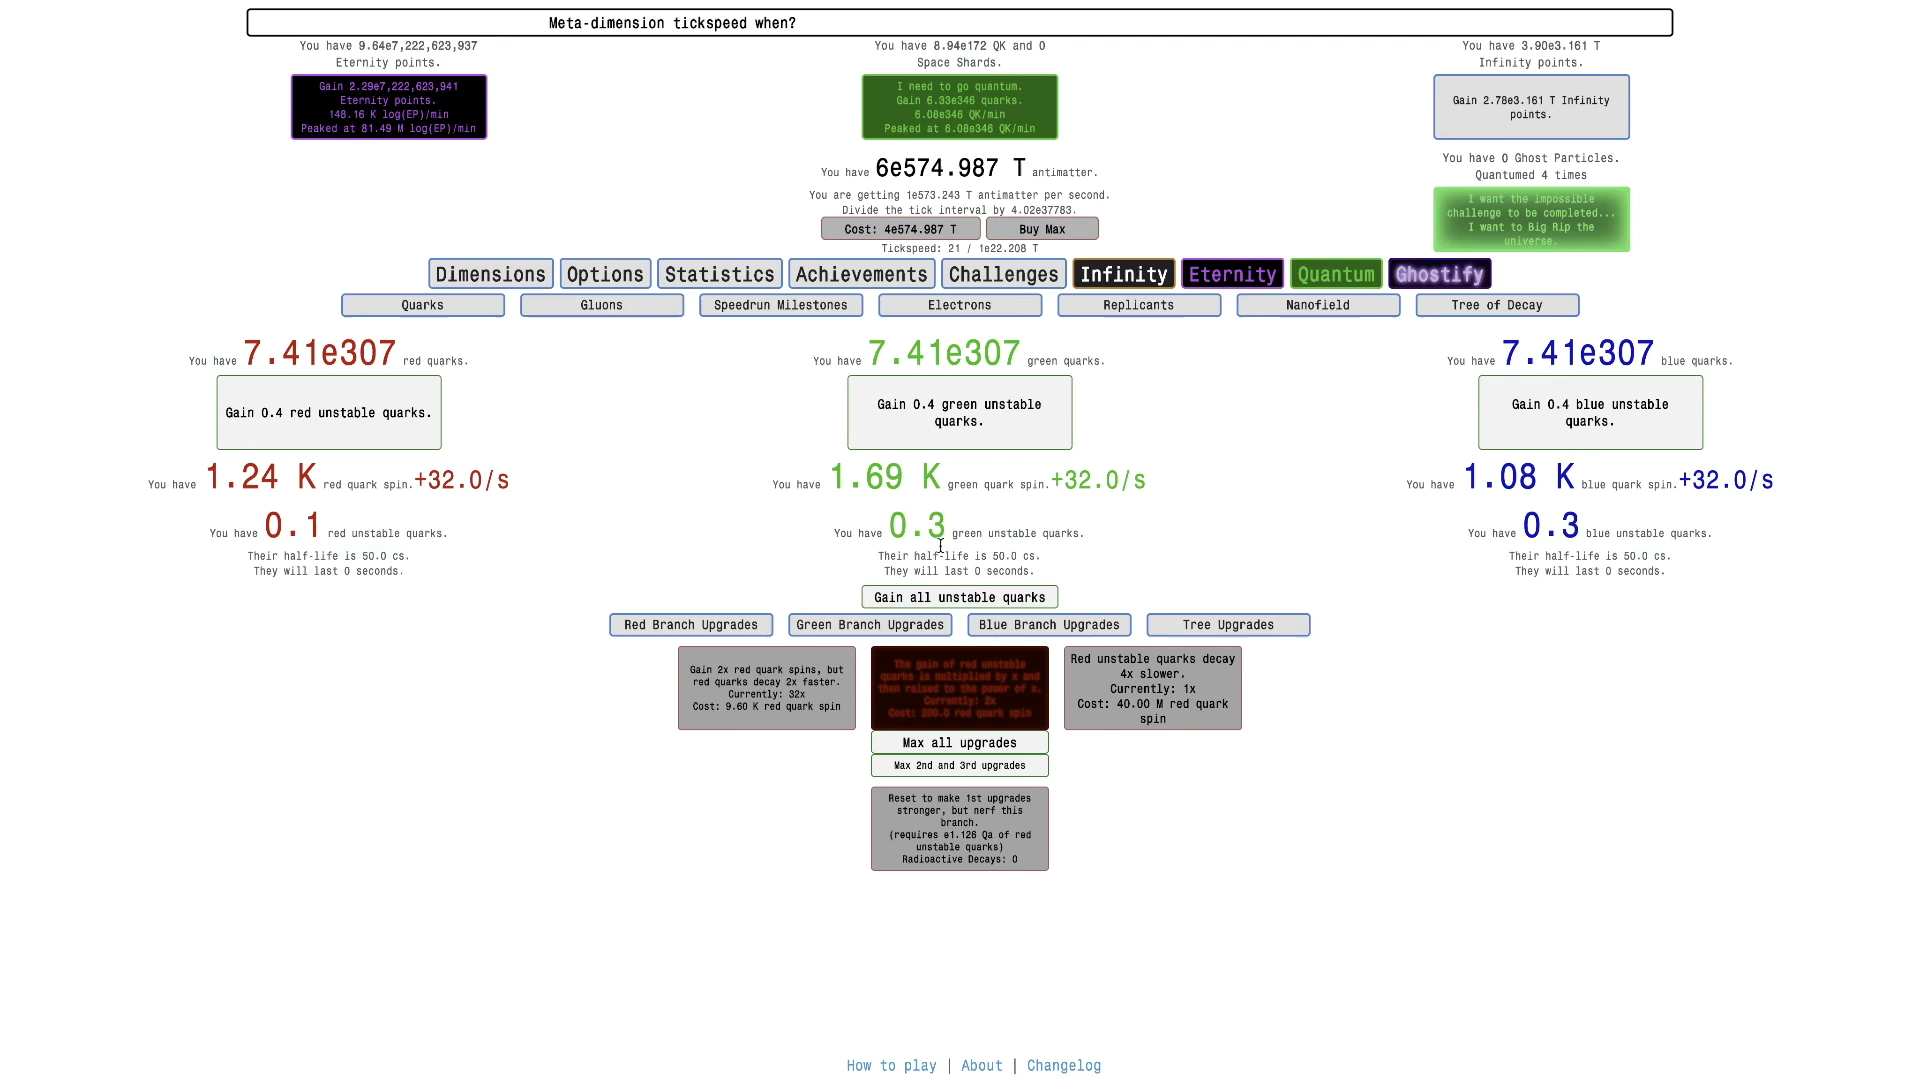 Meta-dimension tickspeed when?
You have 9.64e7,222,623,937
Eternity points.
Gain 2.29e7,222,623,941
Eternity points.
148.16 K log(EP)/min
Peaked at 81.49 M log(EP)/min
You have 8.94e172 QK and 0
Space Shards.
I need to go quantum.
Gain 6.33e346 quarks.
6.08e346 QK/min
Peaked at 6.08e346 QK/min
You have 3.90e3.161 T
Infinity points.
Gain 2.78e3.161 T Infinity
points.
You have 6e574.987 T antimatter.
You are getting 1e573.243 T antimatter per second.
Divide the tick interval by 4.02e37783.
Cost: 4e574.987 T
Buy Max
Tickspeed: 21 / 1e22.208 T
You have 0 Ghost Particles.
Quantumed 4 times
I want the impossible
challenge to be completed...
I want to Big Rip the
universe.
Dimensions
Options
Statistics
Achievements
Challenges
Infinity
Eternity
Quantum
Ghostify
Quarks
Gluons
Speedrun Milestones
Electrons
Replicants
Nanofield
Tree of Decay
You have 7.41e307 red quarks.
Gain 0.4 red unstable quarks.
You have 1.24 K red quark spin.+32.0/s
You have 0.1 red unstable quarks.
Their half-life is 50.0 cs.
They will last 0 seconds.
You have 7.41e307 green quarks.
Gain 0.4 green unstable
quarks.
You have 1.69 K green quark spin.+32.0/s
You have 0.3 green unstable quarks.
Their half-life is 50.0 cs.
They will last 0 seconds.
You have 7.41e307 blue quarks.
Gain 0.4 blue unstable
quarks.
You have 1.08 K blue quark spin.+32.0/s
You have 0.3 blue unstable quarks.
Their half-life is 50.0 cs.
They will last 0 seconds.
Gain all unstable quarks
Red Branch Upgrades
Green Branch Upgrades
Blue Branch Upgrades
Tree Upgrades
Gain 2x red quark spins, but
red quarks decay 2x faster.
Currently: 32x
Cost: 9.60 K red quark spin
The gain of red unstable
quarks is multiplied by x and
then raised to the power of x.
Currently: 2x
Cost: 200.0 red quark spin
Red unstable quarks decay
4x slower.
Currently: 1x
Cost: 40.00 M red quark
spin
Max all upgrades
Max 2nd and 3rd upgrades
Reset to make 1st upgrades
stronger, but nerf this
branch.
(requires e1.126 Qa of red
unstable quarks)
Radioactive Decays: 0
How to play | About | Changelog